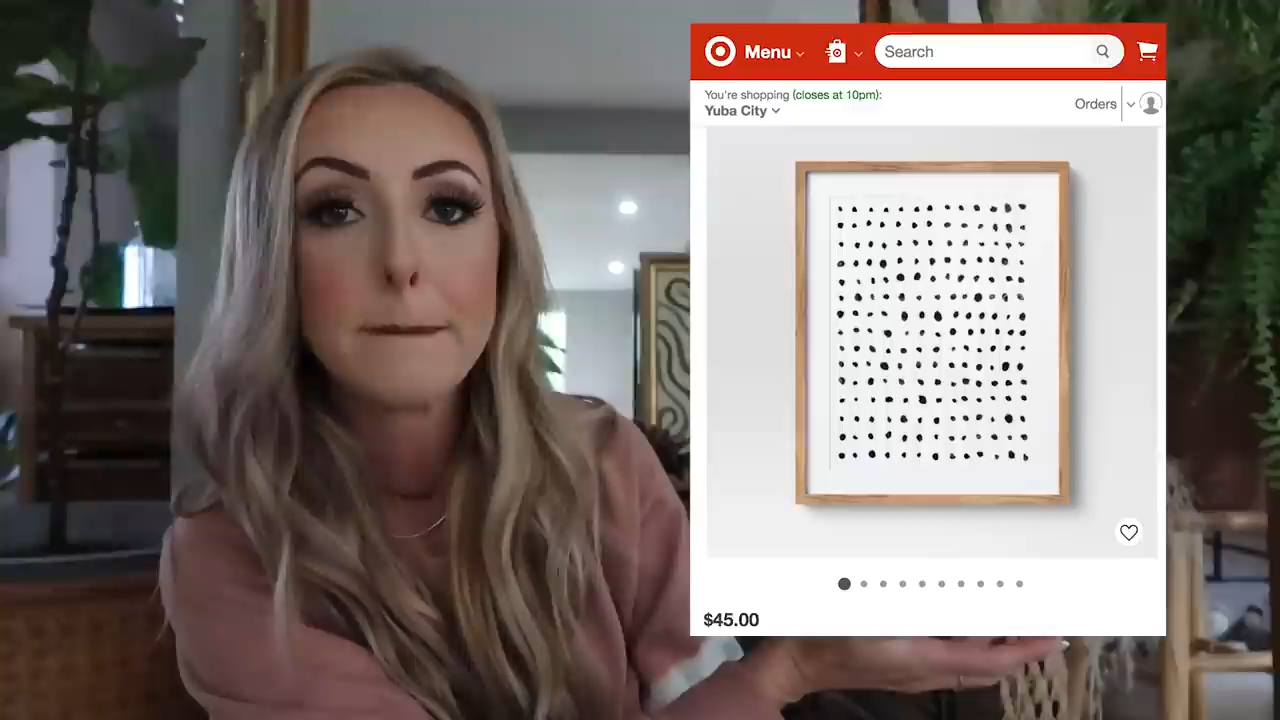 Menu
Search
You're shopping (closes at 10pm):
Yuba City
Orders
$45.00